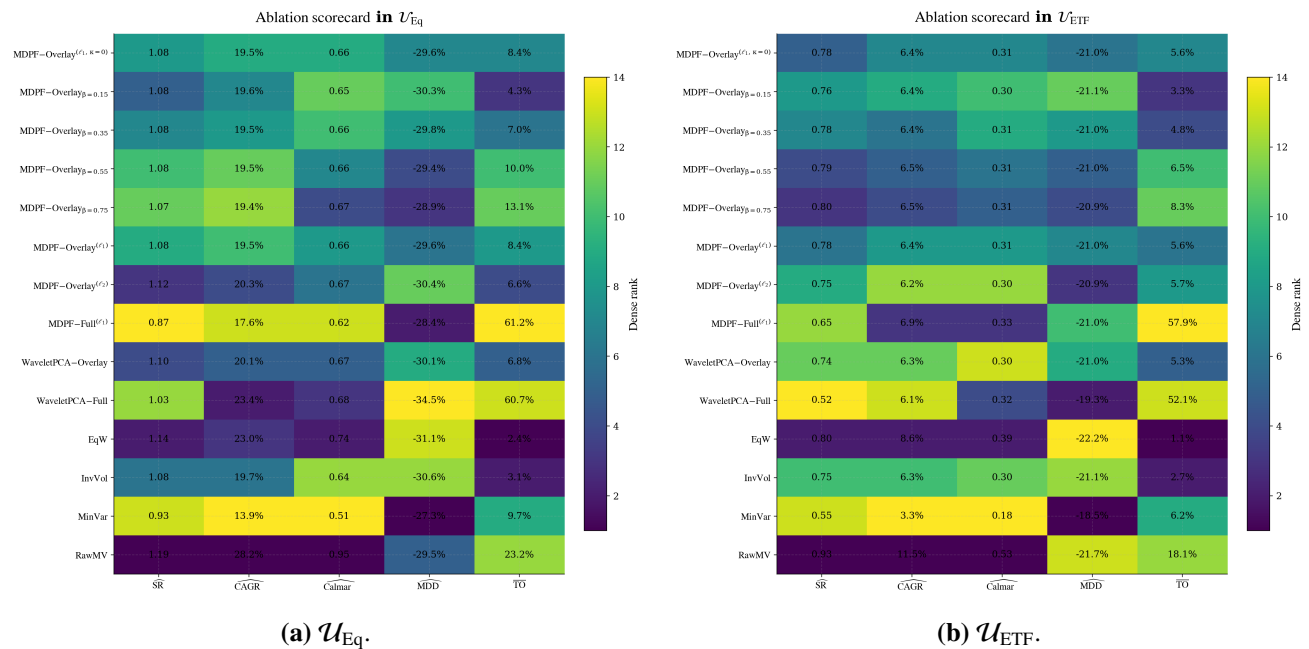 Ablation scorecard in 𝒰Eq
MDPF−Overlay(ℓ1, κ=0) 1.08 19.5% 0.66 -29.6% 8.4%
MDPF−Overlayβ=0.15 1.08 19.6% 0.65 -30.3% 4.3%
MDPF−Overlayβ=0.35 1.08 19.5% 0.66 -29.8% 7.0%
MDPF−Overlayβ=0.55 1.08 19.5% 0.66 -29.4% 10.0%
MDPF−Overlayβ=0.75 1.07 19.4% 0.67 -28.9% 13.1%
MDPF−Overlay(ℓ1) 1.08 19.5% 0.66 -29.6% 8.4%
MDPF−Overlay(ℓ2) 1.12 20.3% 0.67 -30.4% 6.6%
MDPF−Full(ℓ1) 0.87 17.6% 0.62 -28.4% 61.2%
WaveletPCA−Overlay 1.10 20.1% 0.67 -30.1% 6.8%
WaveletPCA−Full 1.03 23.4% 0.68 -34.5% 60.7%
EqW 1.14 23.0% 0.74 -31.1% 2.4%
InvVol 1.08 19.7% 0.64 -30.6% 3.1%
MinVar 0.93 13.9% 0.51 -27.3% 9.7%
RawMV 1.19 28.2% 0.95 -29.5% 23.2%
SR CAGR Calmar MDD TO
14
12
10
8
6
4
2
Dense rank
(a) 𝒰Eq.
Ablation scorecard in 𝒰ETF
MDPF−Overlay(ℓ1, κ=0) 0.78 6.4% 0.31 -21.0% 5.6%
MDPF−Overlayβ=0.15 0.76 6.4% 0.30 -21.1% 3.3%
MDPF−Overlayβ=0.35 0.78 6.4% 0.31 -21.0% 4.8%
MDPF−Overlayβ=0.55 0.79 6.5% 0.31 -21.0% 6.5%
MDPF−Overlayβ=0.75 0.80 6.5% 0.31 -20.9% 8.3%
MDPF−Overlay(ℓ1) 0.78 6.4% 0.31 -21.0% 5.6%
MDPF−Overlay(ℓ2) 0.75 6.2% 0.30 -20.9% 5.7%
MDPF−Full(ℓ1) 0.65 6.9% 0.33 -21.0% 57.9%
WaveletPCA−Overlay 0.74 6.3% 0.30 -21.0% 5.3%
WaveletPCA−Full 0.52 6.1% 0.32 -19.3% 52.1%
EqW 0.80 8.6% 0.39 -22.2% 1.1%
InvVol 0.75 6.3% 0.30 -21.1% 2.7%
MinVar 0.55 3.3% 0.18 -18.5% 6.2%
RawMV 0.93 11.5% 0.53 -21.7% 18.1%
SR CAGR Calmar MDD TO
14
12
10
8
6
4
2
Dense rank
(b) 𝒰ETF.